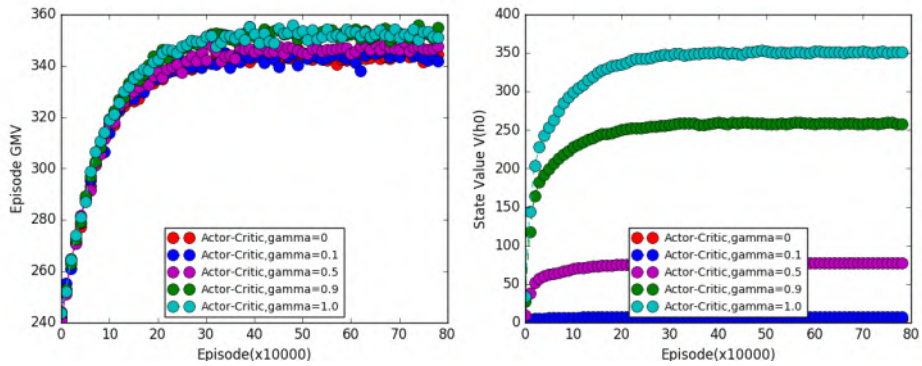 360
340
320
300
280
260
240
Episode GMV
0
10
20
30
40
50
60
70
80
Episode(x10000)
Actor-Critic,gamma=0
Actor-Critic,gamma=0.1
Actor-Critic,gamma=0.5
Actor-Critic,gamma=0.9
Actor-Critic,gamma=1.0
400
350
300
250
200
150
100
50
0
State Value V(h0)
0
10
20
30
40
50
60
70
80
Episode(x10000)
Actor-Critic,gamma=0
Actor-Critic,gamma=0.1
Actor-Critic,gamma=0.5
Actor-Critic,gamma=0.9
Actor-Critic,gamma=1.0